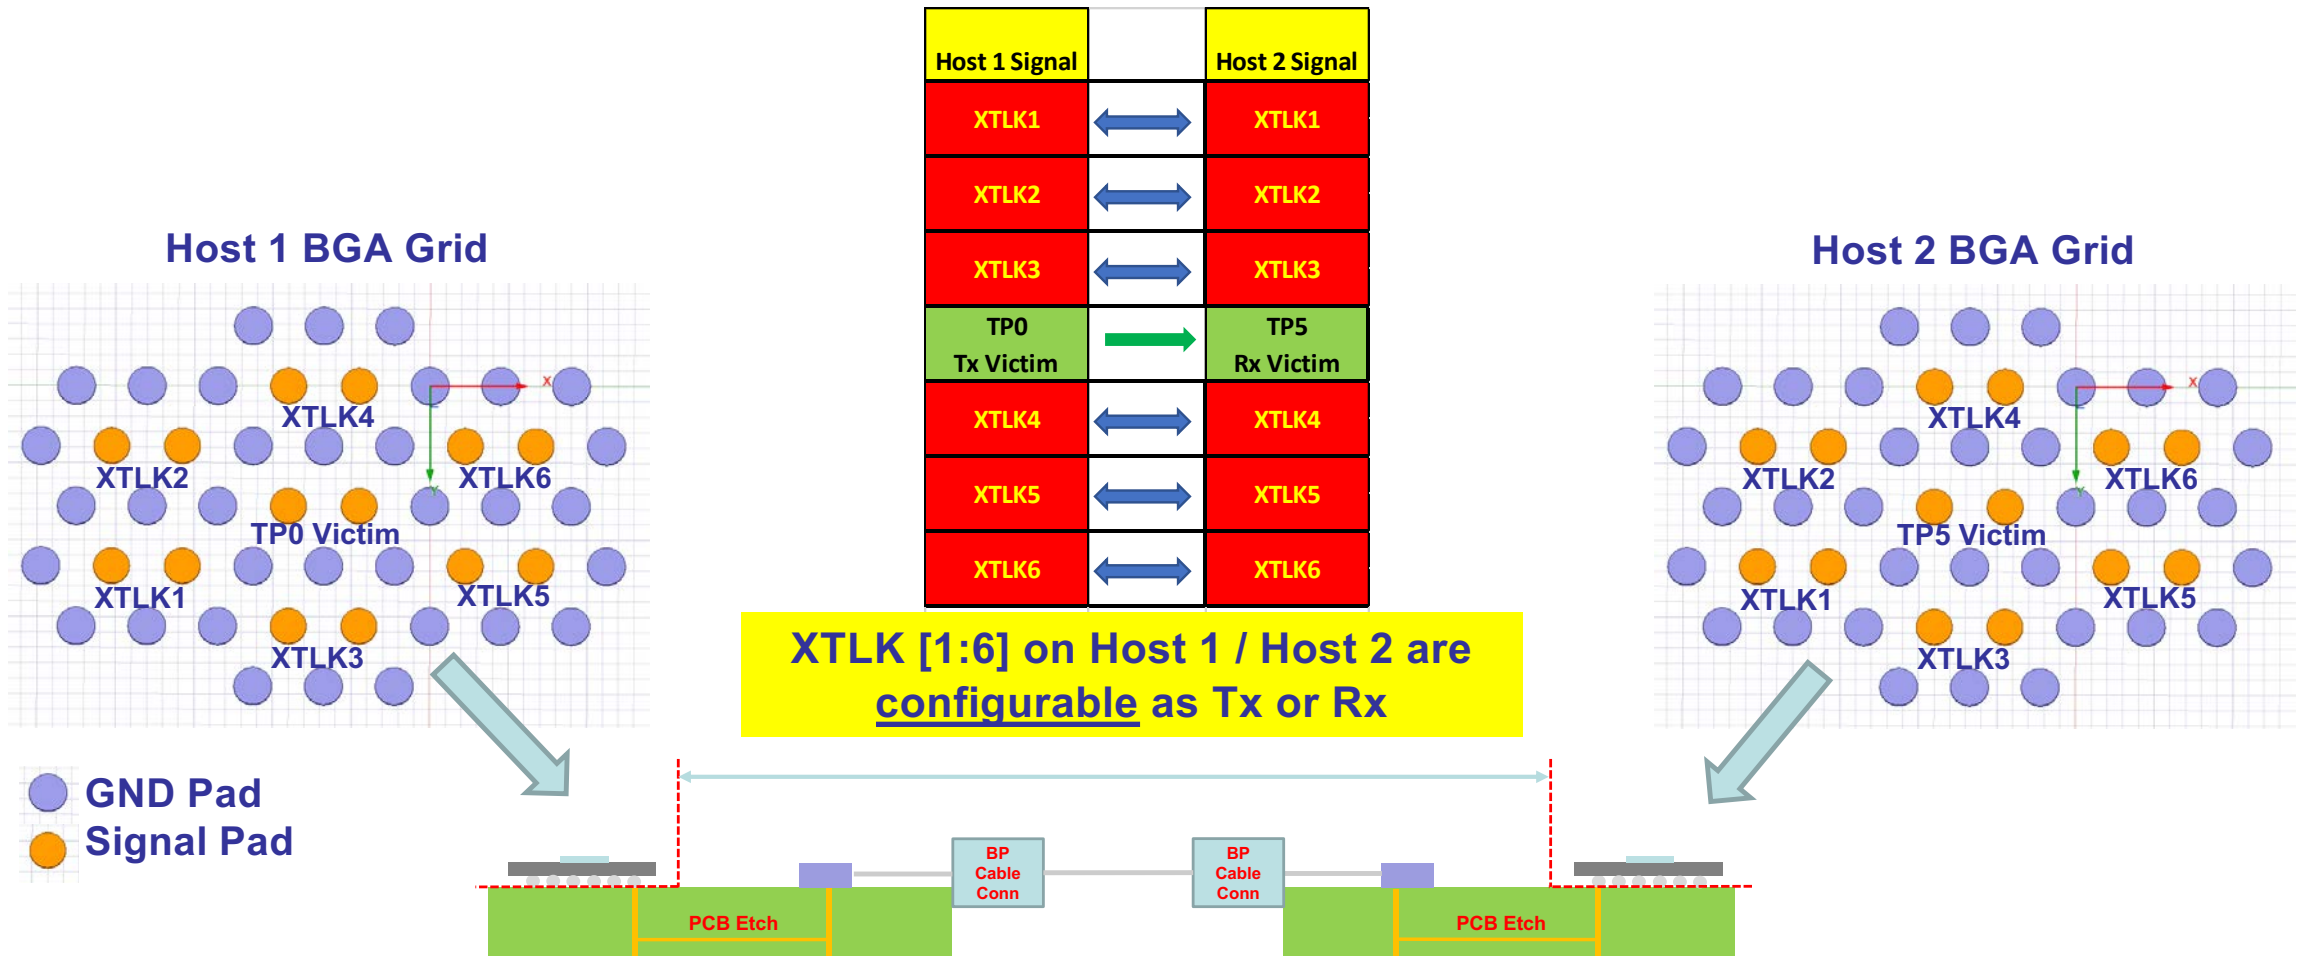 Host 1 Signal
Host 2 Signal
XTLK1
XTLK1
XTLK2
XTLK2
XTLK3
XTLK3
TP0
Tx Victim
TP5
Rx Victim
XTLK4
XTLK4
XTLK5
XTLK5
XTLK6
XTLK6
Host 1 BGA Grid
X
XTLK4
XTLK2
XTLK6
Y
TP0 Victim
XTLK1
XTLK5
XTLK3
Host 2 BGA Grid
X
XTLK4
XTLK2
XTLK6
Y
TP5 Victim
XTLK1
XTLK5
XTLK3
XTLK [1:6] on Host 1 / Host 2 are
configurable as Tx or Rx
GND Pad
Signal Pad
BP
Cable
Conn
BP
Cable
Conn
PCB Etch
PCB Etch